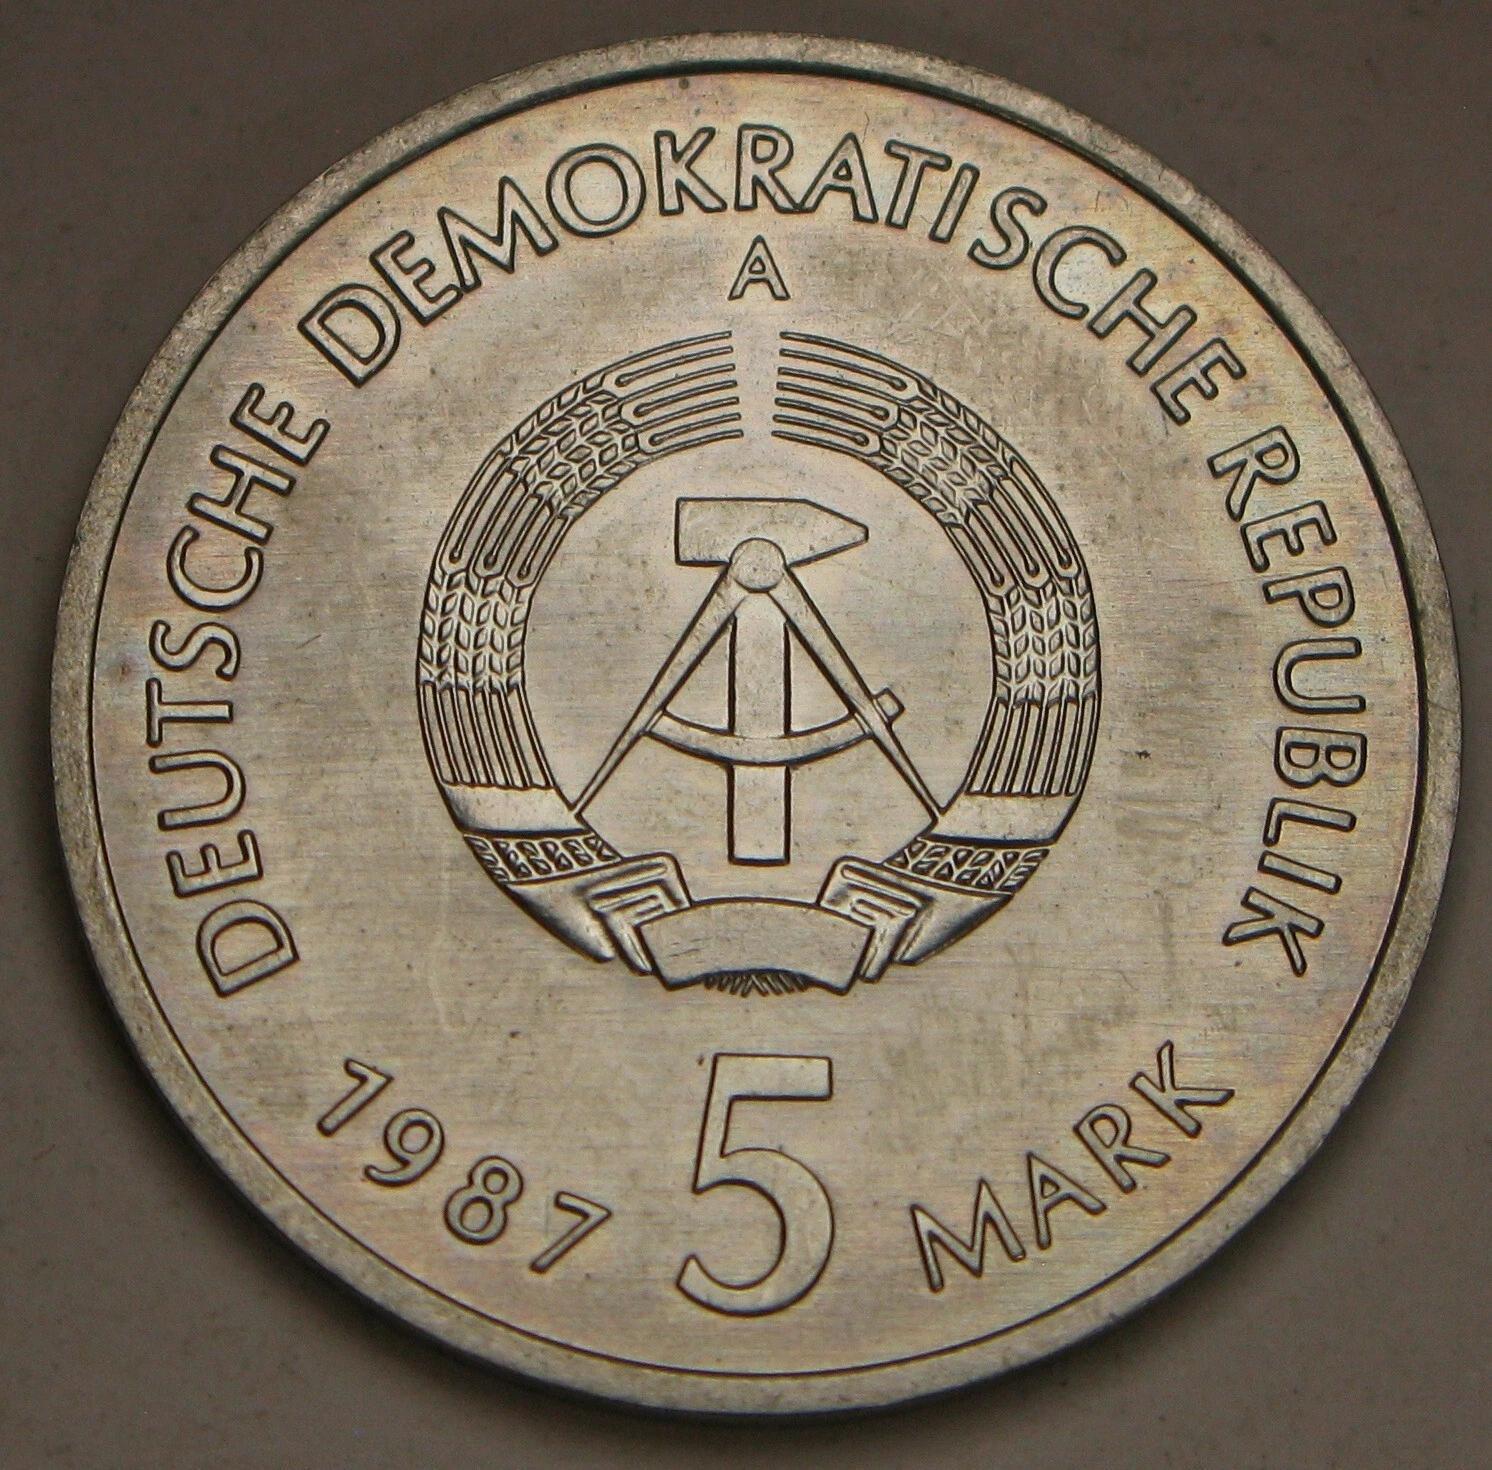 DEUTSCHE DEMOKRATISCHE REPUBLIK
A
1987 5 MARK